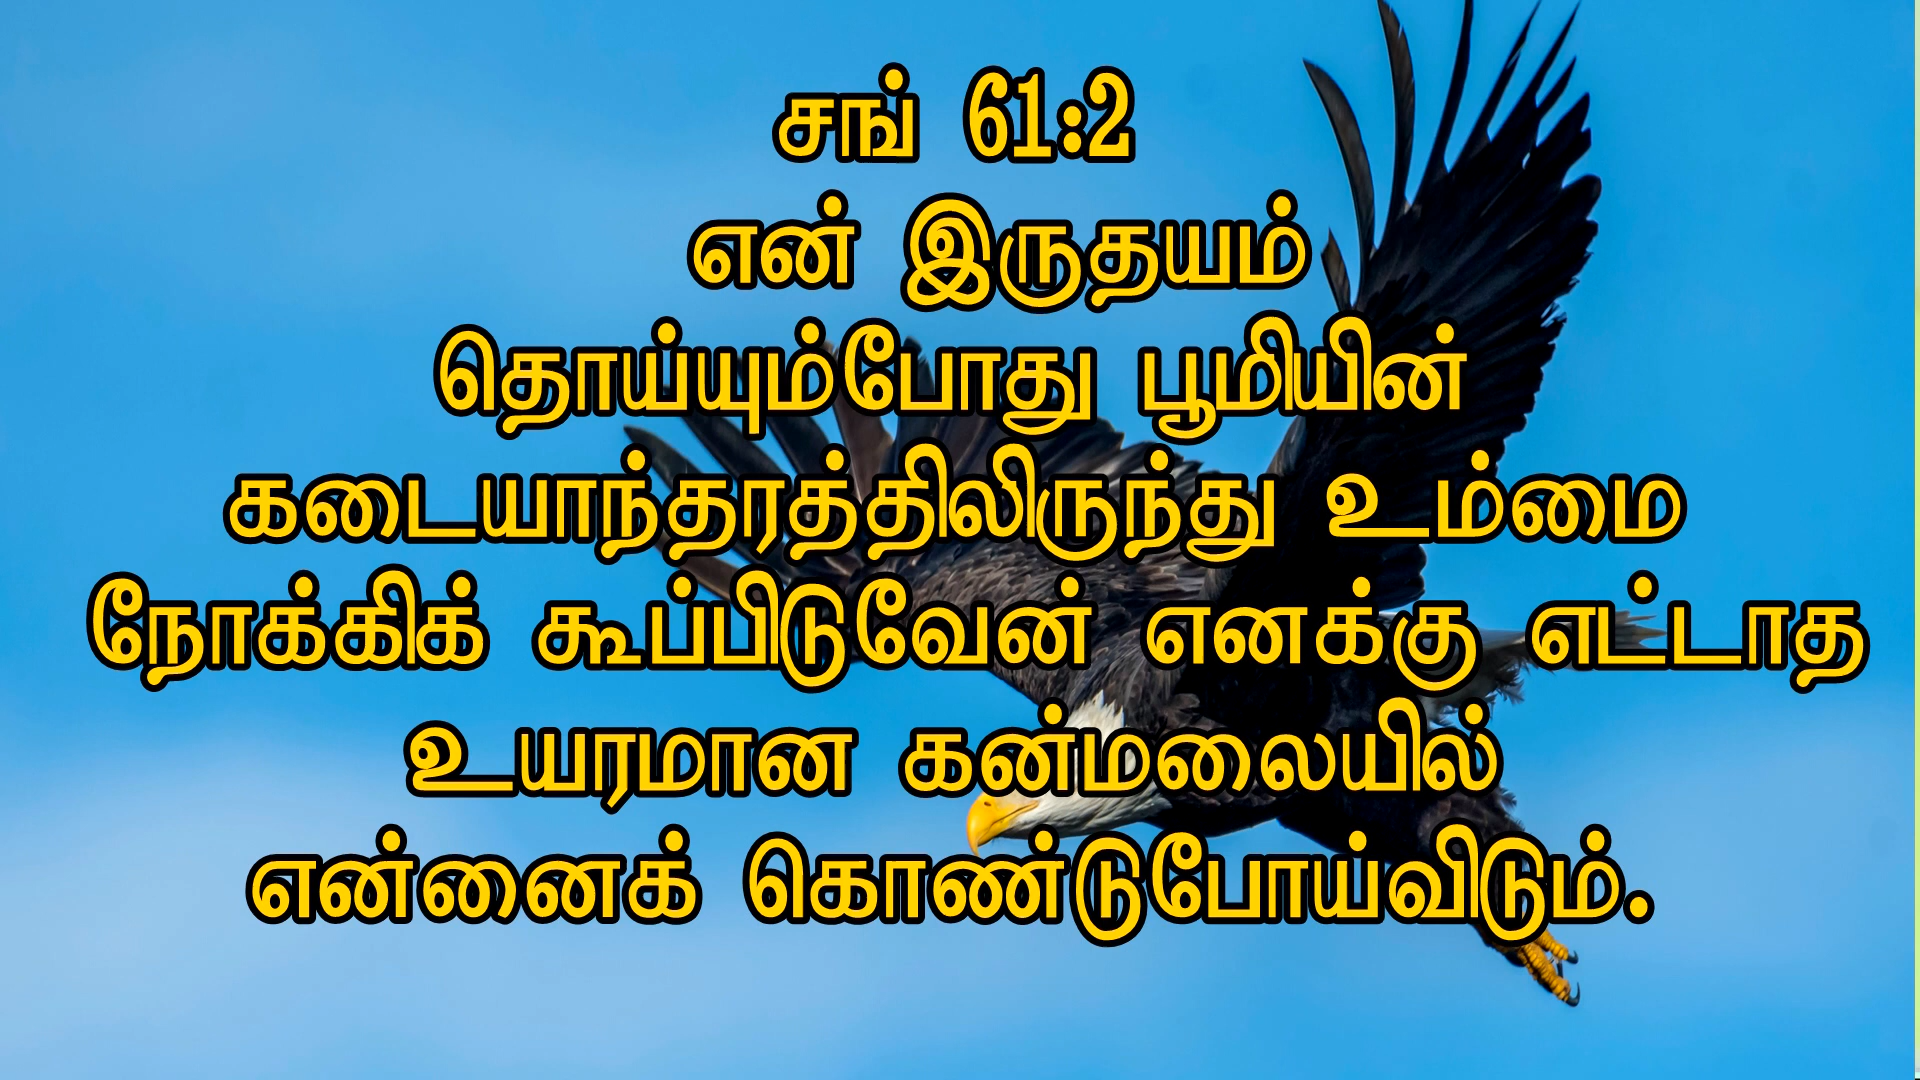 சங் 61:2
என் இருதயம்
தொய்யும்போது பூமியின்
கடையாந்தரத்திலிருந்து உம்மை
நோக்கிக் கூப்பிடுவேன் எனக்கு எட்டாத
உயரமான கன்மலையில்
என்னைக் கொண்டுபோய்விடும்.